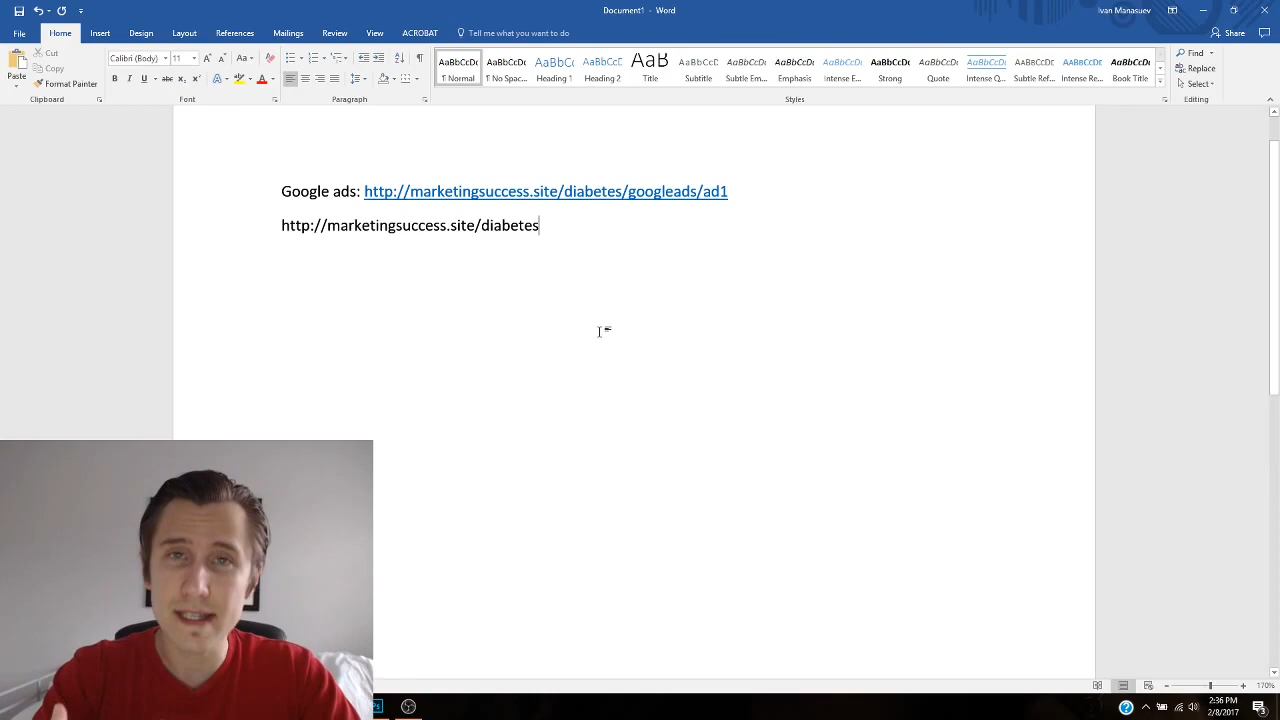 Document1 - Word
Ivan Manasuev
File Home Insert Design Layout References Mailings Review View ACROBAT Tell me what you want to do
Share
Paste
Cut
Copy
Format Painter
Clipboard
Calibri (Body) 11
Font
Paragraph
AaBbCcDc AaBbCcDc AaBbCc AaBbCcE AaB AaBbCcD AaBbCcDc AaBbCcDc AaBbCcDc AaBbCcDc AaBbCcDc AaBbCcDc AaBbCcDc AaBbCcDc AaBbCcDc
¶ Normal ¶ No Spac... Heading 1 Heading 2 Title Subtitle Subtle Em... Emphasis Intense E... Strong Quote Intense Q... Subtle Ref... Intense Re... Book Title
Styles
Find
Replace
Select
Editing
Google ads: http://marketingsuccess.site/diabetes/googleads/ad1
http://marketingsuccess.site/diabetes
170%
2:36 PM
2/8/2017